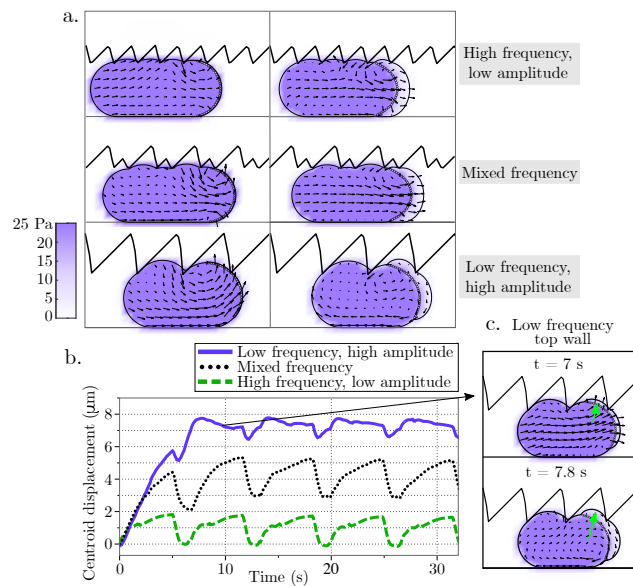 a.
High frequency,
low amplitude
Mixed frequency
25 Pa
20
15
10
5
0
Low frequency,
high amplitude
b.
Low frequency, high amplitude
Mixed frequency
High frequency, low amplitude
Centroid displacement (μm)
8
6
4
2
0
0
10
20
30
Time (s)
c.
Low frequency
top wall
t = 7 s
t = 7.8 s